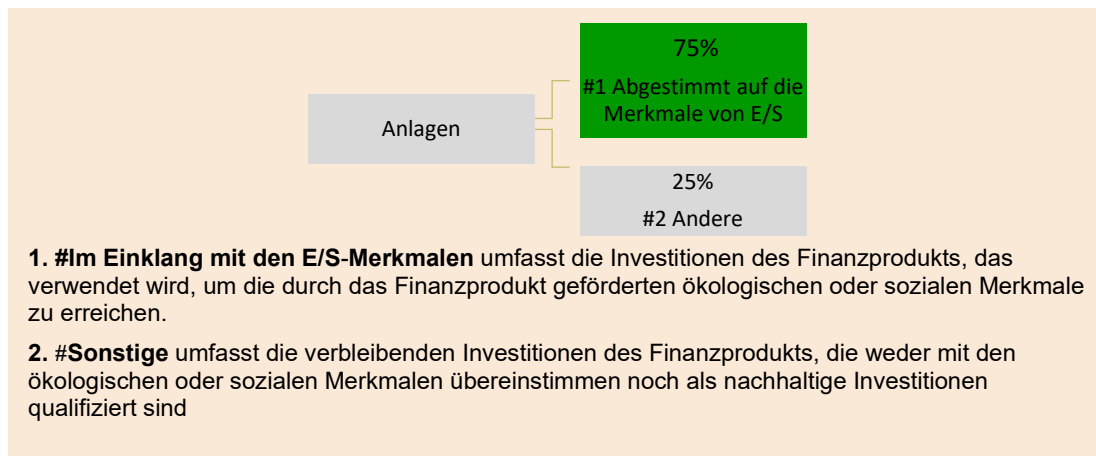 75%
#1 Abgestimmt auf die
Merkmale von E/S
Anlagen
25%
#2 Andere
1. #Im Einklang mit den E/S-Merkmalen umfasst die Investitionen des Finanzprodukts, das
verwendet wird, um die durch das Finanzprodukt geförderten ökologischen oder sozialen Merkmale
zu erreichen.
2. #Sonstige umfasst die verbleibenden Investitionen des Finanzprodukts, die weder mit den
ökologischen oder sozialen Merkmalen übereinstimmen noch als nachhaltige Investitionen
qualifiziert sind